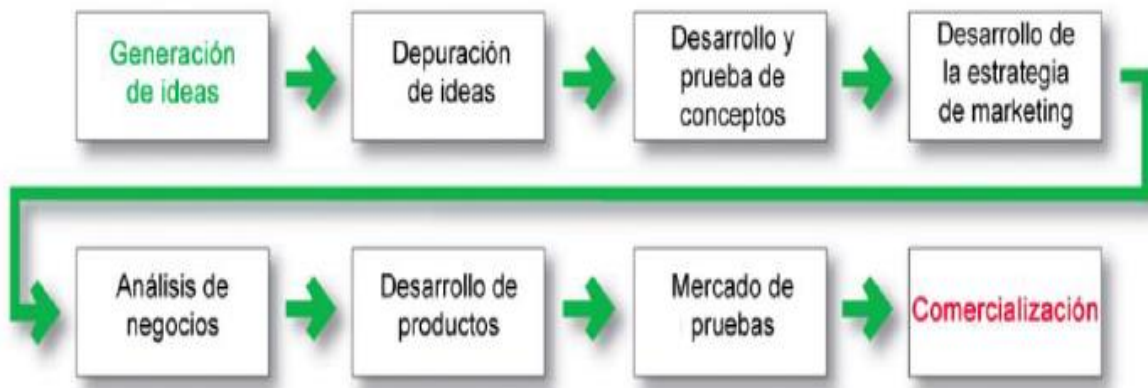 Generación
de ideas
Depuración
de ideas
Desarrollo y
prueba de
conceptos
Desarrollo de
la estrategia
de marketing
Análisis de
negocios
Desarrollo de
productos
Mercado de
pruebas
Comercialización